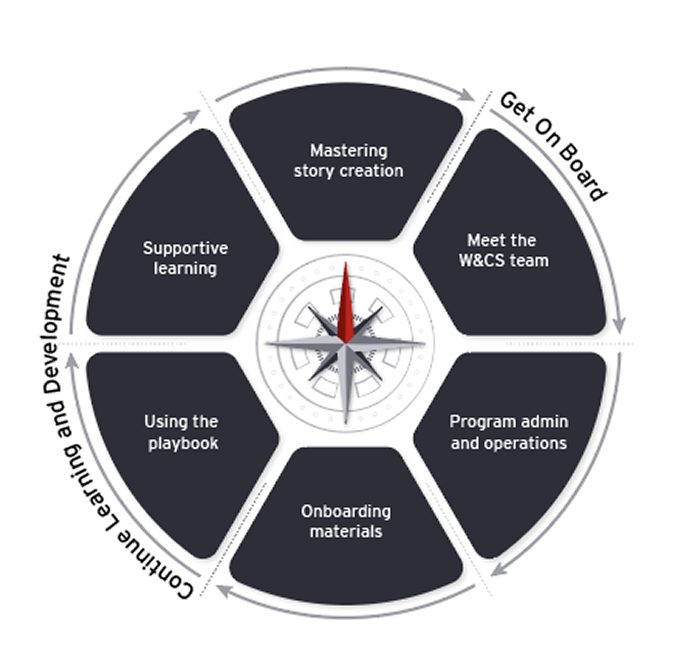 Get On Board
Mastering
story creation
Meet the
W&CS team
Program admin
and operations
Onboarding
materials
Using the
playbook
Supportive
learning
Continue Learning and Development